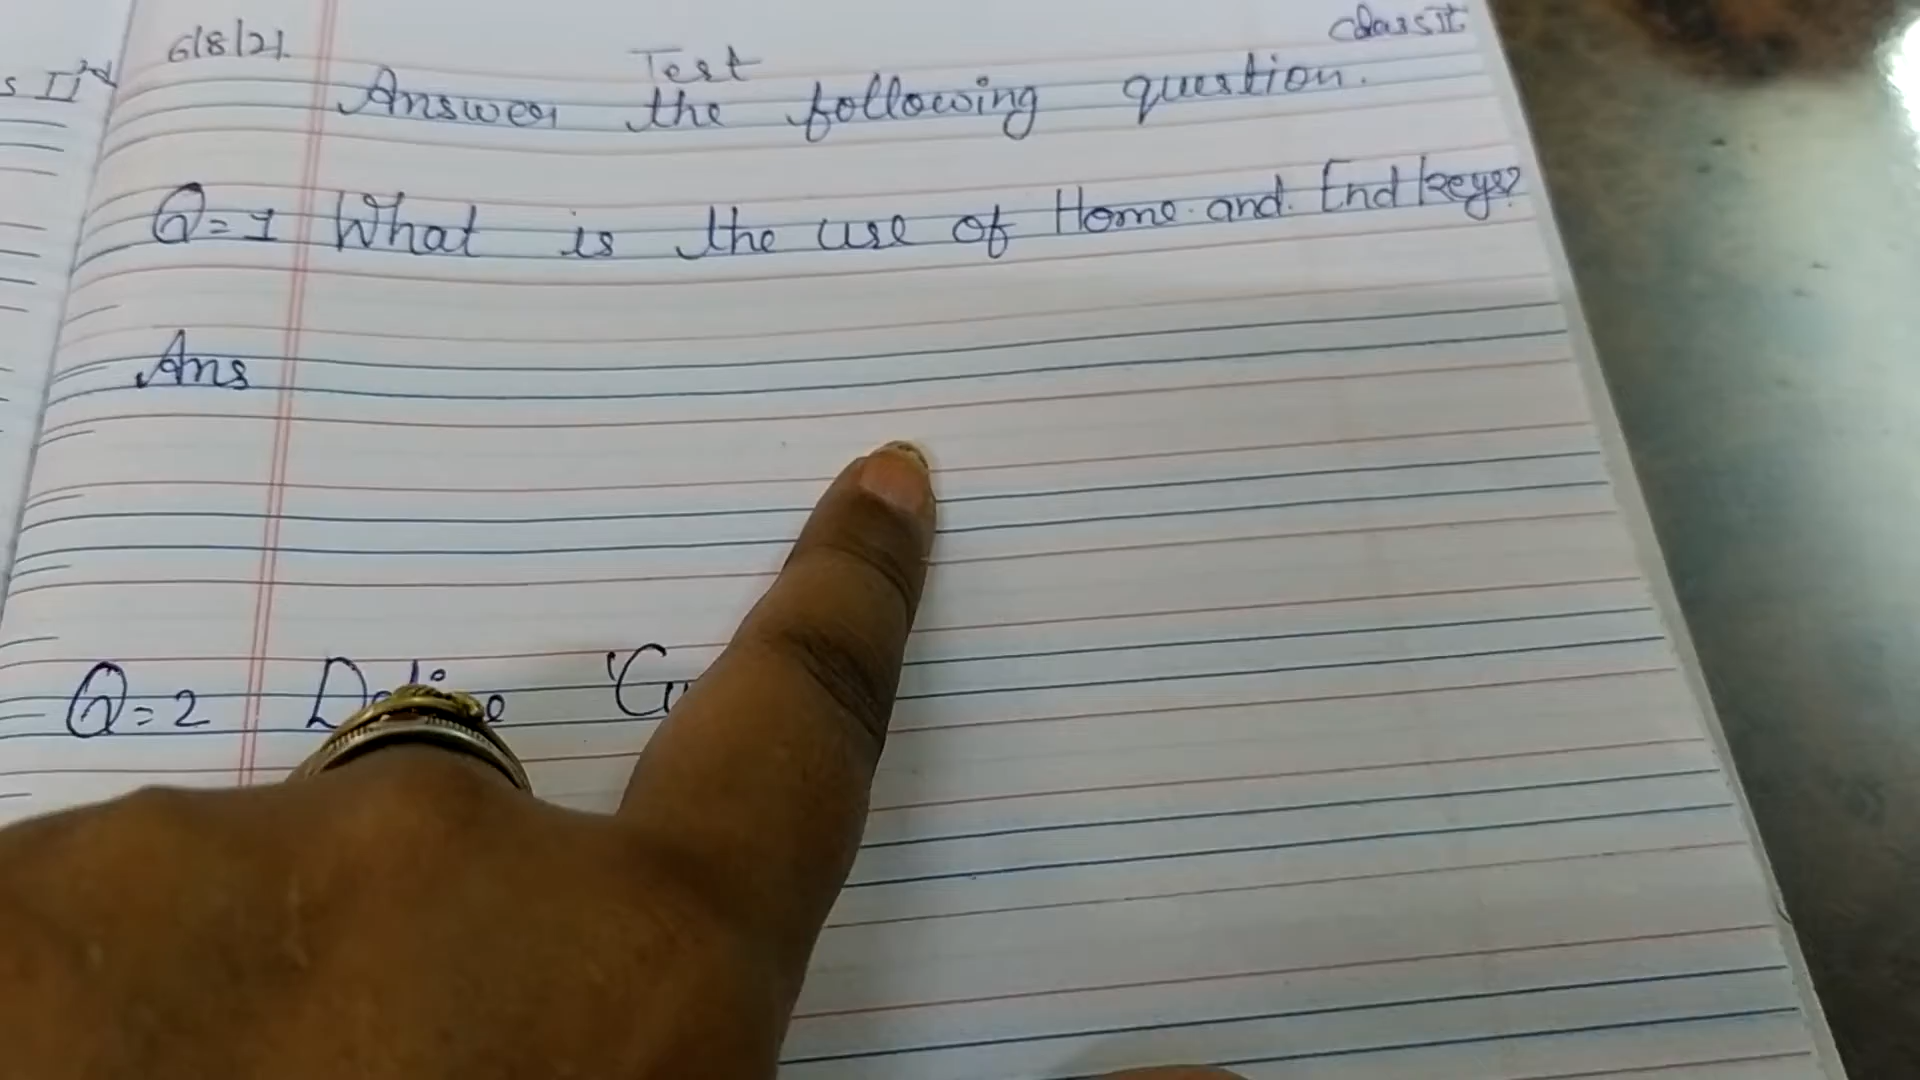 s IInd
6/8/21.
Class II
Test
Answer the following question.
Q=1 What is the use of Home and End keys?
Ans
Q=2